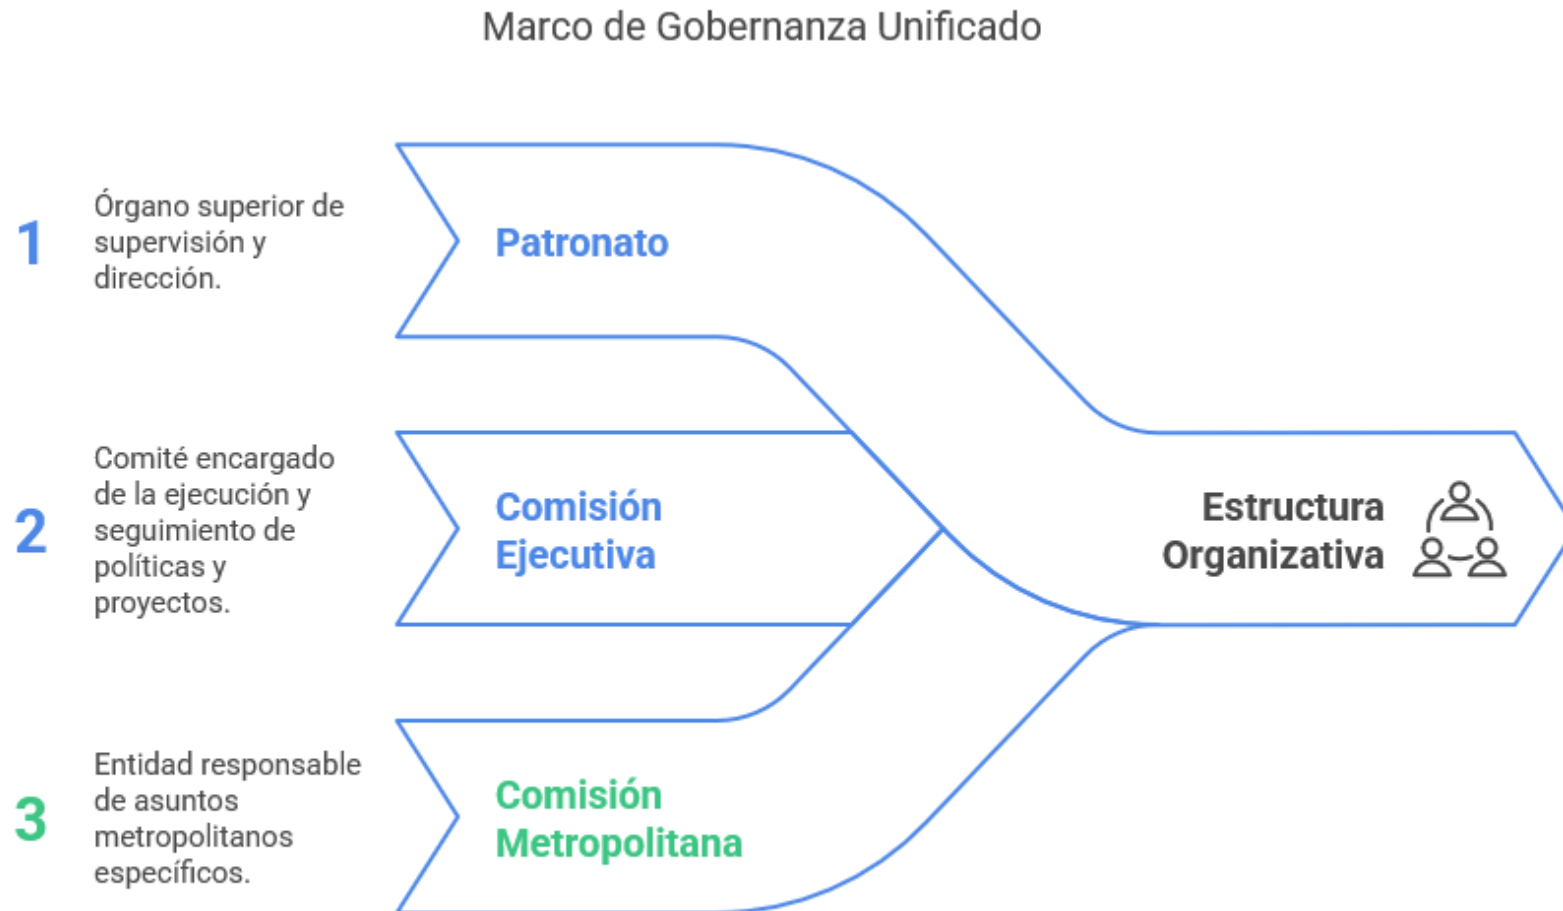 Marco de Gobernanza Unificado
1
Órgano superior de
supervisión y
dirección.
Patronato
2
Comité encargado
de la ejecución y
seguimiento de
políticas y
proyectos.
Comisión
Ejecutiva
Estructura
Organizativa
3
Entidad responsable
de asuntos
metropolitanos
específicos.
Comisión
Metropolitana